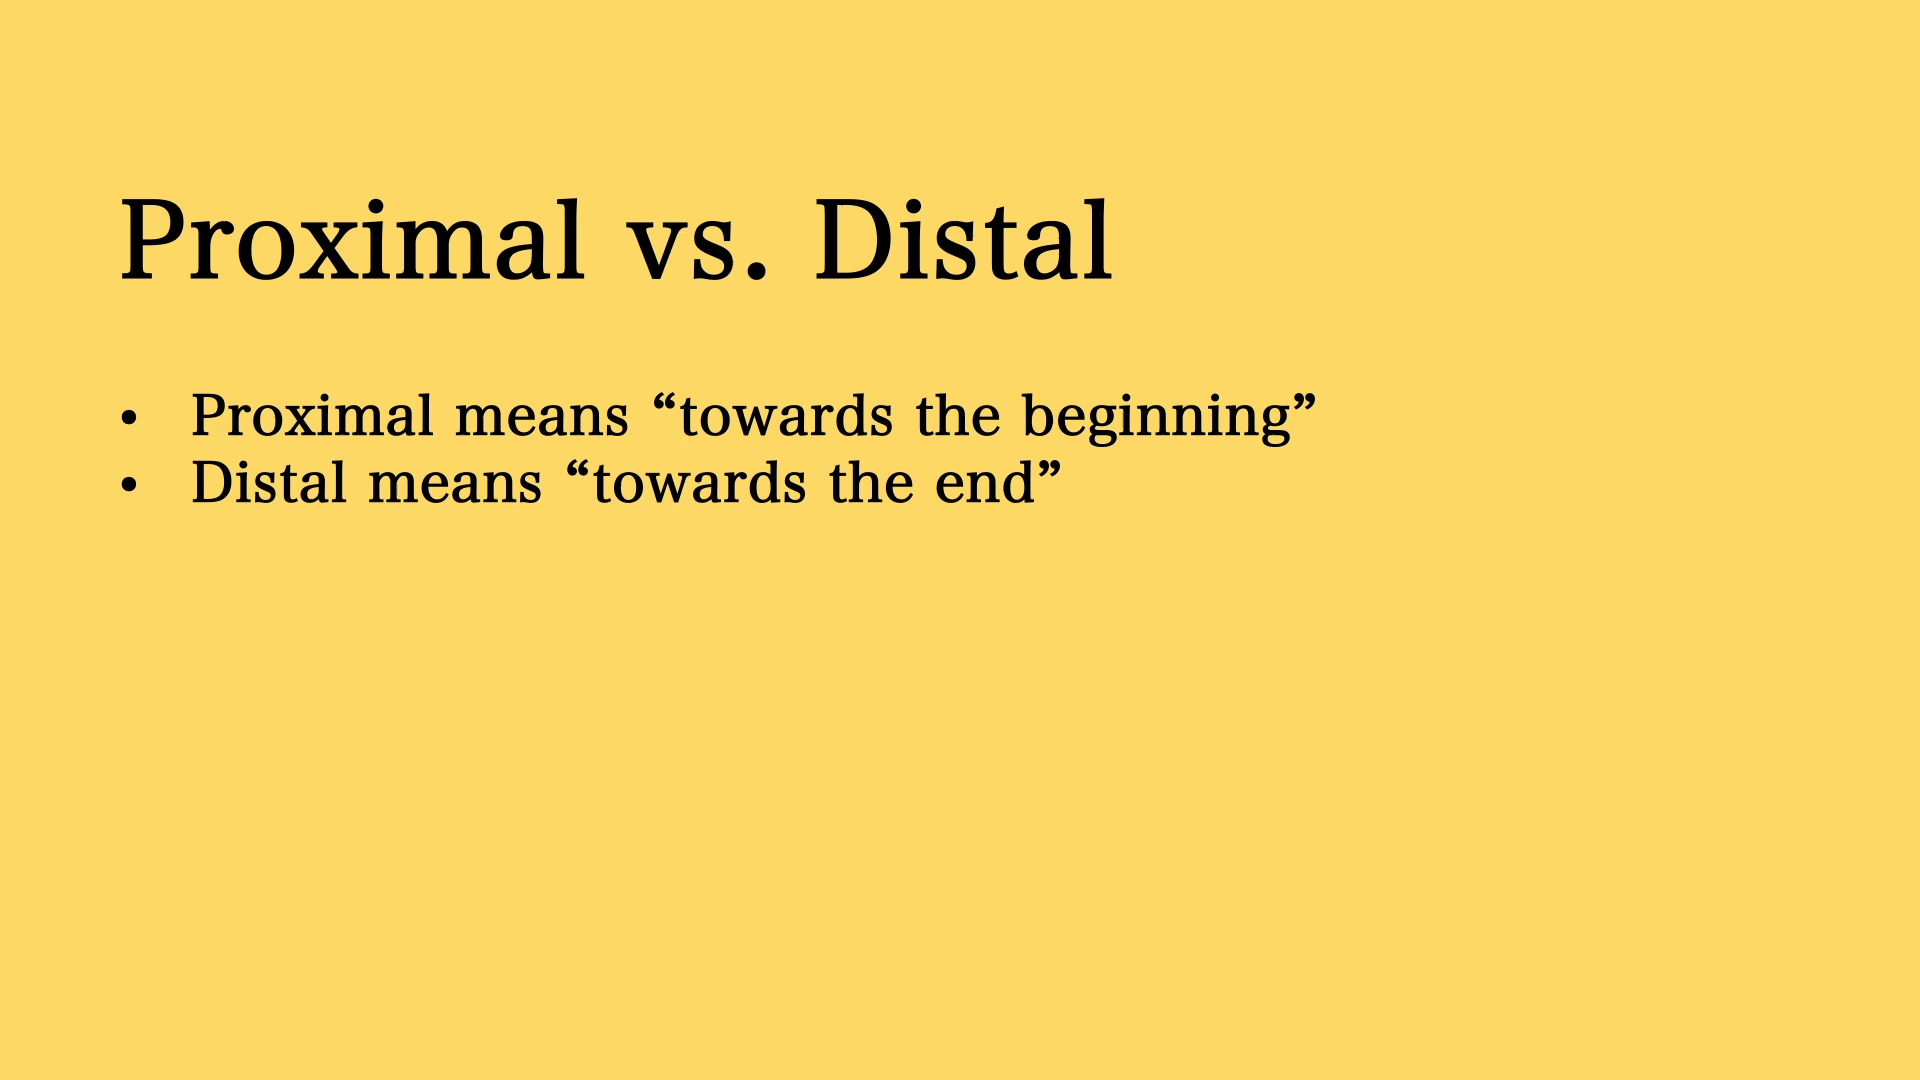 Proximal vs. Distal
• Proximal means “towards the beginning”
• Distal means “towards the end”